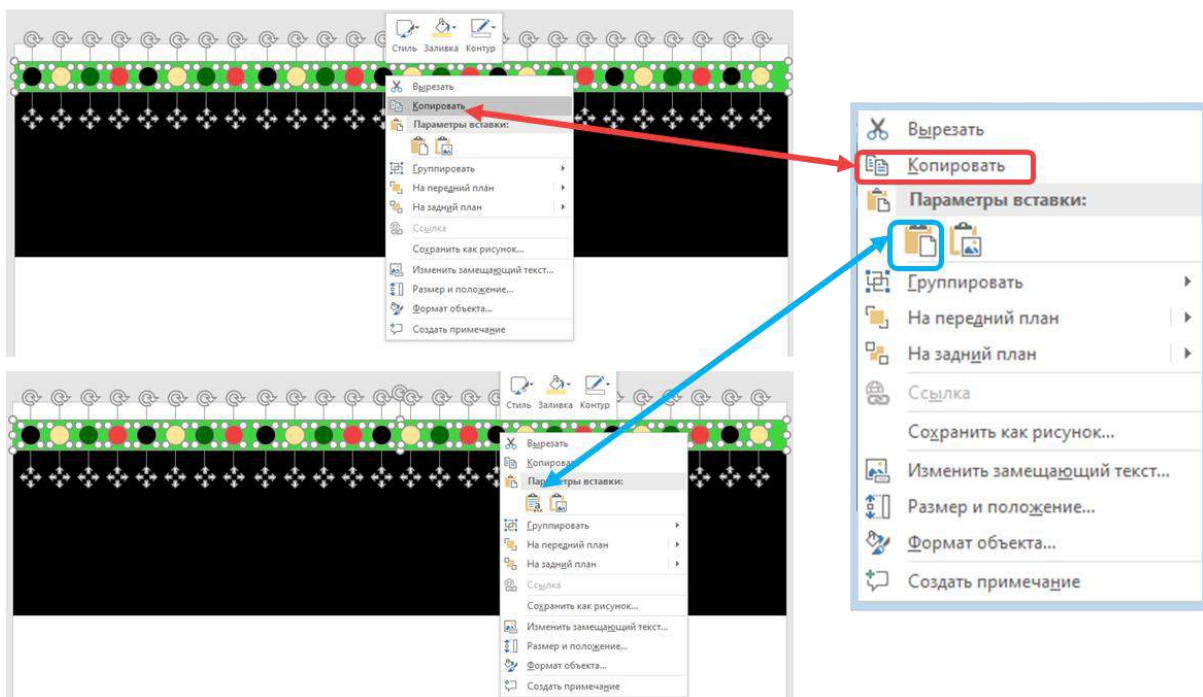 Стиль Заливка Контур
Вырезать
Копировать
Параметры вставки:
Группировать
На передний план
На задний план
Ссылка
Сохранить как рисунок...
Изменить замещающий текст...
Размер и положение...
Формат объекта...
Создать примечание
Стиль Заливка Контур
Вырезать
Копировать
Параметры вставки:
Группировать
На передний план
На задний план
Ссылка
Сохранить как рисунок...
Изменить замещающий текст...
Размер и положение...
Формат объекта...
Создать примечание
Вырезать
Копировать
Параметры вставки:
Группировать
На передний план
На задний план
Ссылка
Сохранить как рисунок...
Изменить замещающий текст...
Размер и положение...
Формат объекта...
Создать примечание